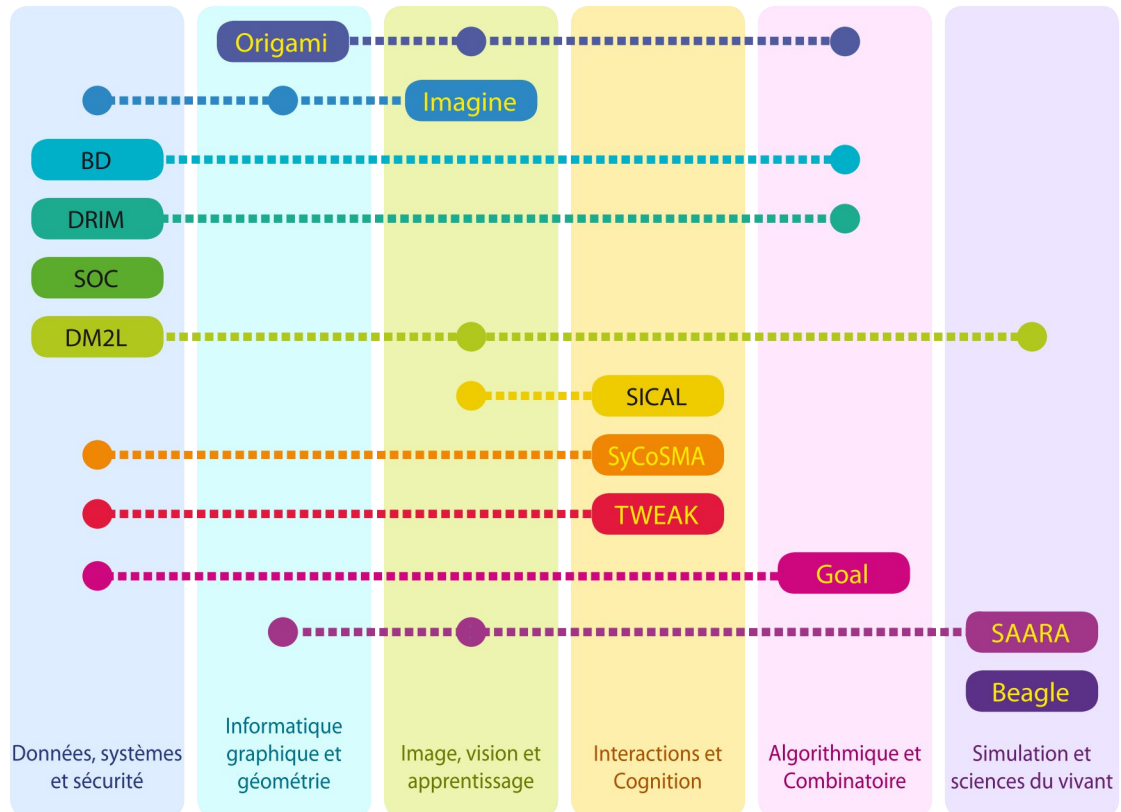 Origami
Imagine
BD
DRIM
SOC
DM2L
SICAL
SyCoSMA
TWEAK
Goal
SAARA
Beagle
Données, systèmes
et sécurité
Informatique
graphique et
géométrie
Image, vision et
apprentissage
Interactions et
Cognition
Algorithmique et
Combinatoire
Simulation et
sciences du vivant